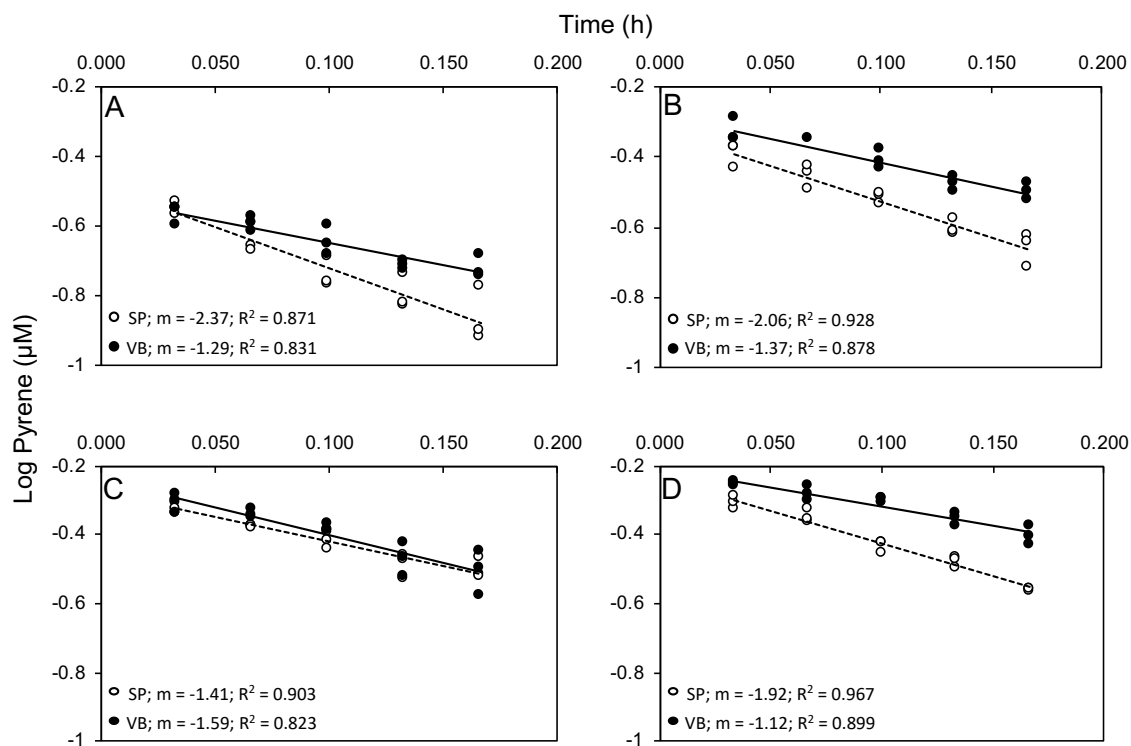 Time (h)
0.000 0.050 0.100 0.150 0.200
0.000 0.050 0.100 0.150 0.200
-0.2
-0.4
-0.6
-0.8
-1
A
SP; m = -2.37; R² = 0.871
VB; m = -1.29; R² = 0.831
-0.2
-0.4
-0.6
-0.8
-1
B
SP; m = -2.06; R² = 0.928
VB; m = -1.37; R² = 0.878
Log Pyrene (µM)
0.000 0.050 0.100 0.150 0.200
0.000 0.050 0.100 0.150 0.200
-0.2
-0.4
-0.6
-0.8
-1
C
SP; m = -1.41; R² = 0.903
VB; m = -1.59; R² = 0.823
-0.2
-0.4
-0.6
-0.8
-1
D
SP; m = -1.92; R² = 0.967
VB; m = -1.12; R² = 0.899